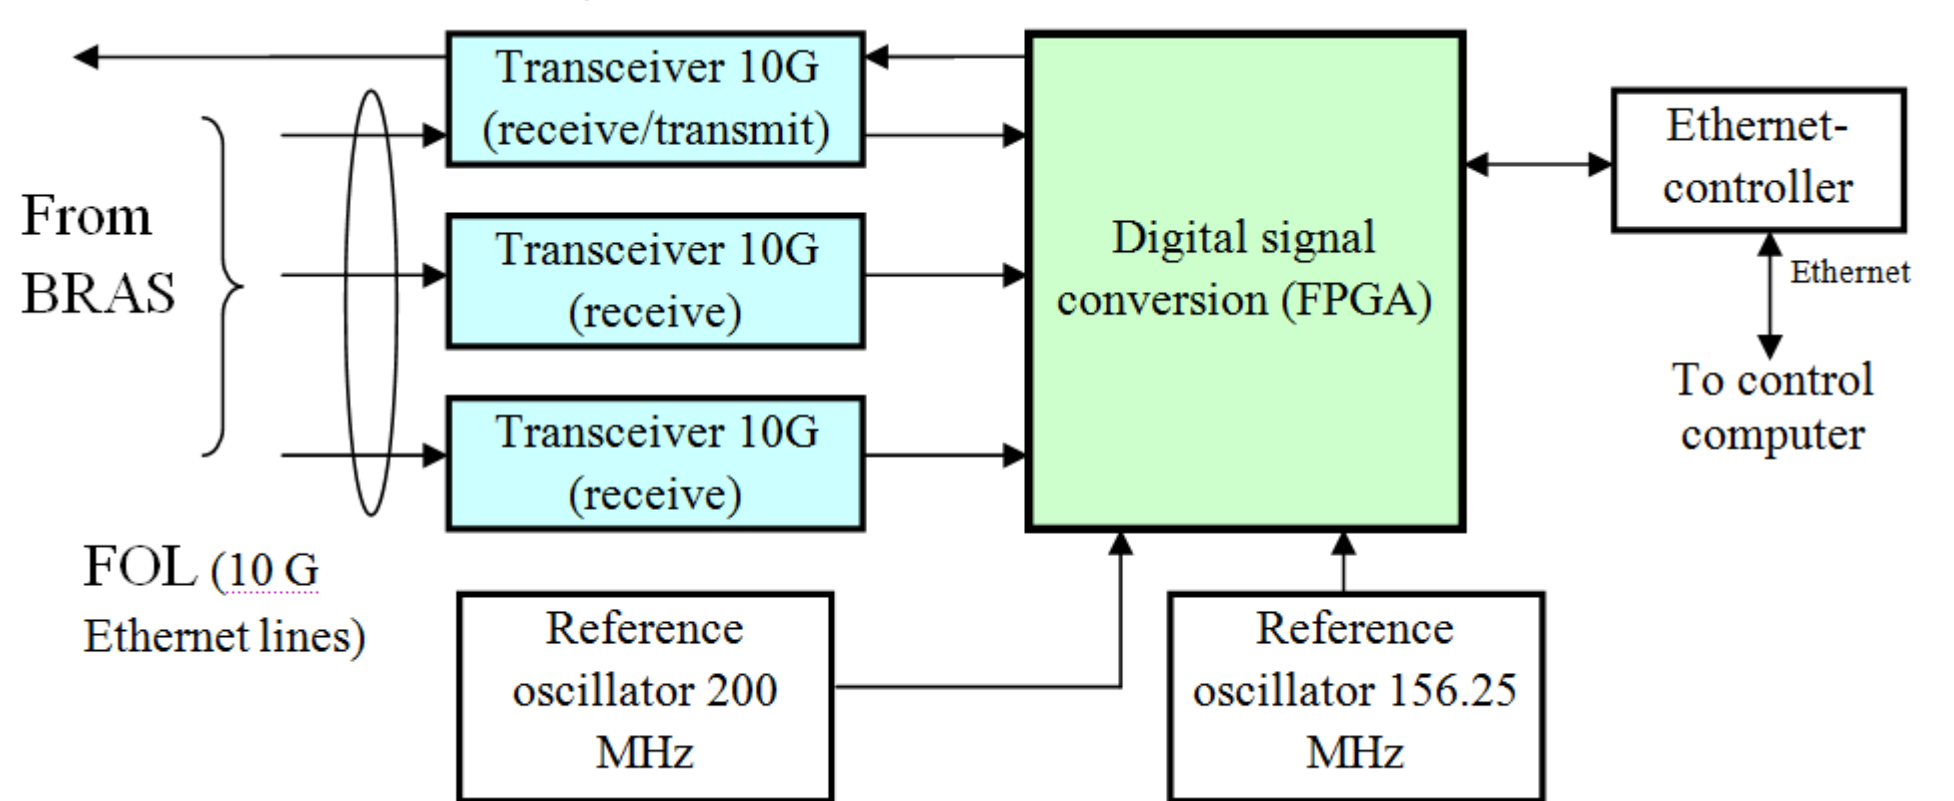 Transceiver 10G
(receive/transmit)
From
BRAS
Transceiver 10G
(receive)
Transceiver 10G
(receive)
FOL (10 G
Ethernet lines)
Digital signal
conversion (FPGA)
Ethernet-
controller
Ethernet
To control
computer
Reference
oscillator 200
MHz
Reference
oscillator 156.25
MHz